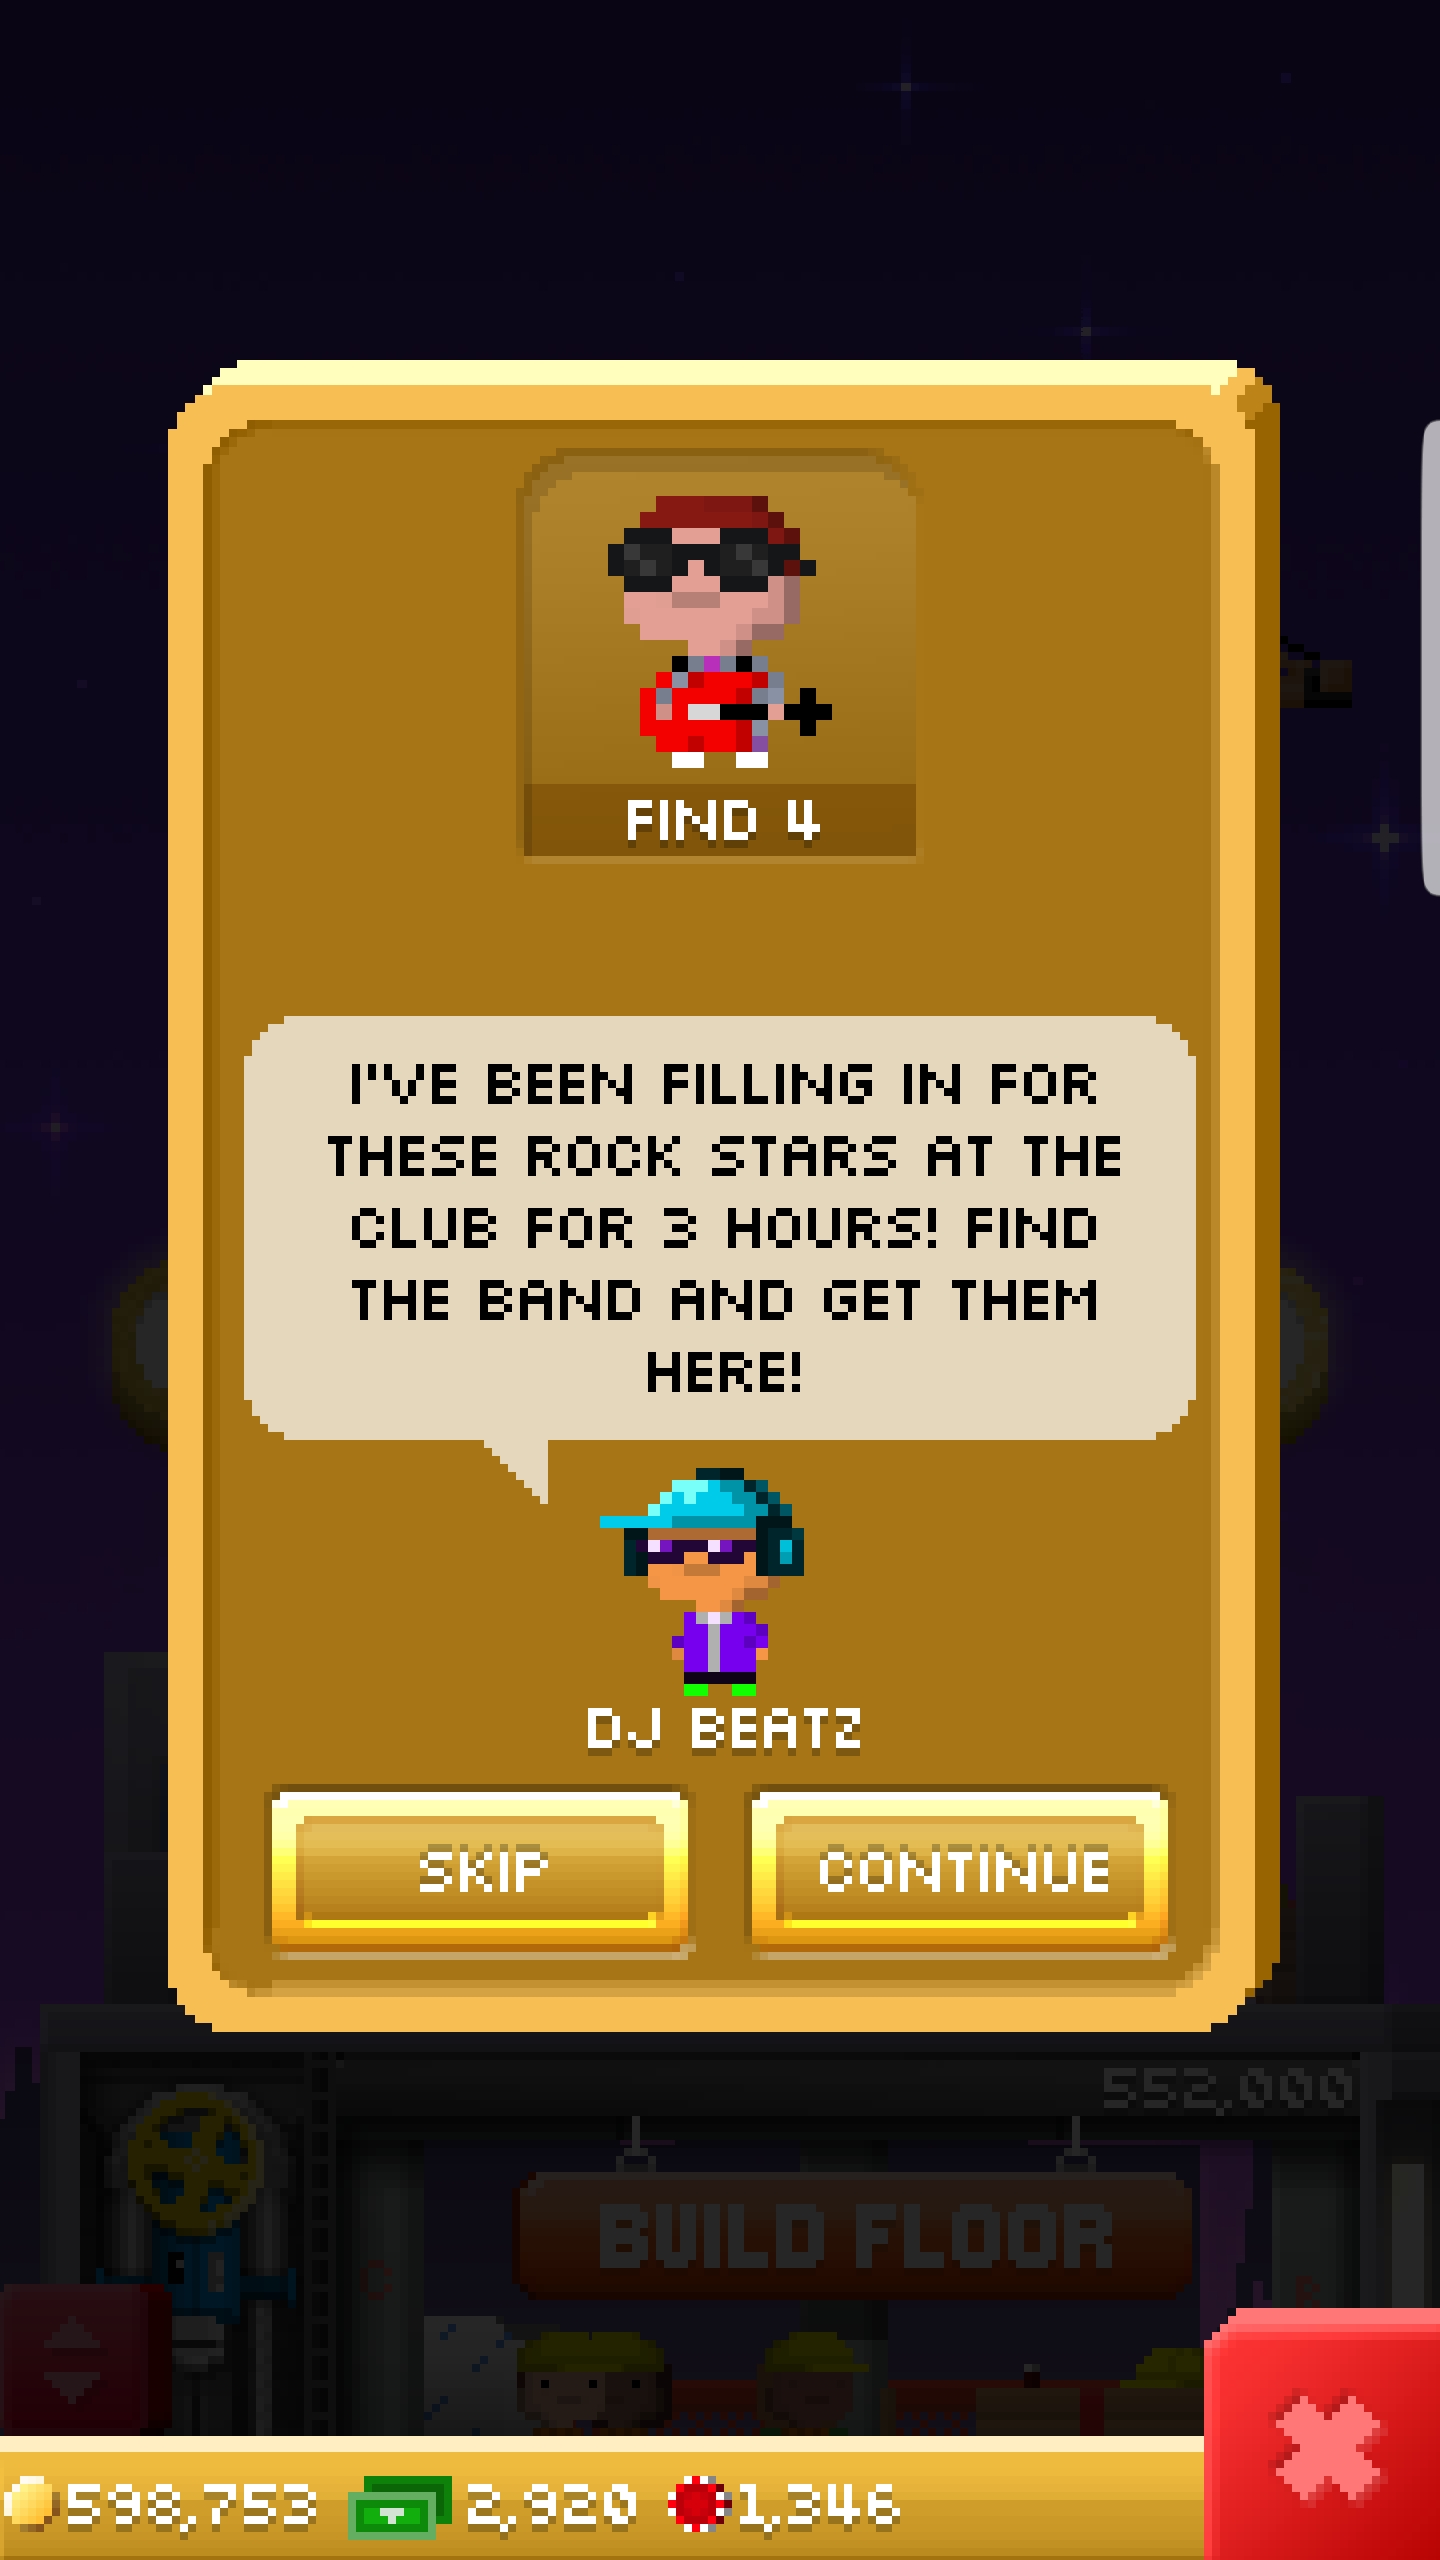 FIND 4
I'VE BEEN FILLING IN FOR
THESE ROCK STARS AT THE
CLUB FOR 3 HOURS! FIND
THE BAND AND GET THEM
HERE!
DJ BEATZ
SKIP
CONTINUE
552,000
BUILD FLOOR
598,753
2,920
1,346